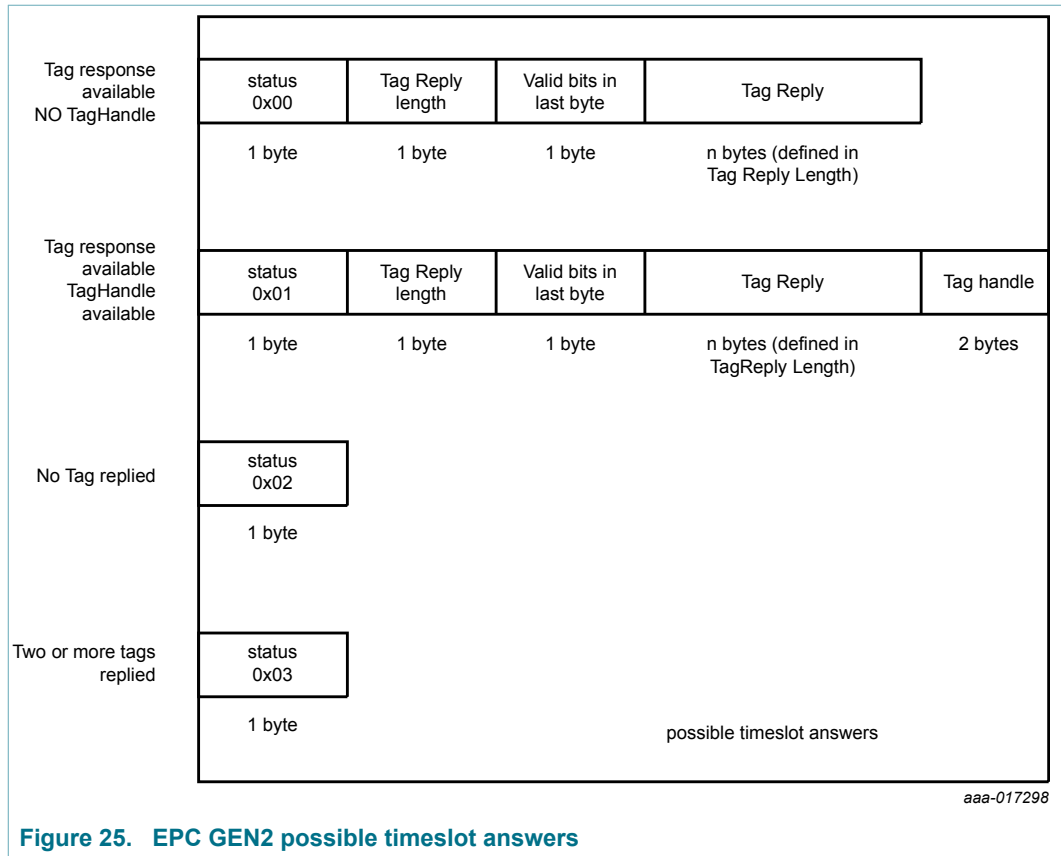 Tag response
available
NO TagHandle
status
0x00
Tag Reply
length
Valid bits in
last byte
Tag Reply
1 byte
1 byte
1 byte
n bytes (defined in
Tag Reply Length)
Tag response
available
TagHandle
available
status
0x01
Tag Reply
length
Valid bits in
last byte
Tag Reply
Tag handle
1 byte
1 byte
1 byte
n bytes (defined in
TagReply Length)
2 bytes
No Tag replied
status
0x02
1 byte
Two or more tags
replied
status
0x03
1 byte
possible timeslot answers
aaa-017298
Figure 25. EPC GEN2 possible timeslot answers